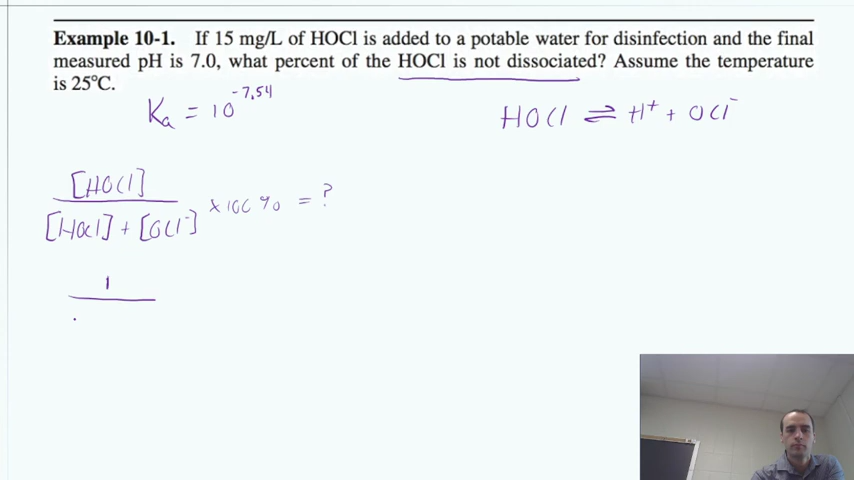 Example 10-1. If 15 mg/L of HOCl is added to a potable water for disinfection and the final
measured pH is 7.0, what percent of the HOCl is not dissociated? Assume the temperature
is 25°C.
Ka = 10^-7.54
HOCl ⇌ H+ + OCl-
[HOCl]
[HOCl] + [OCl-] × 100 % = ?
1